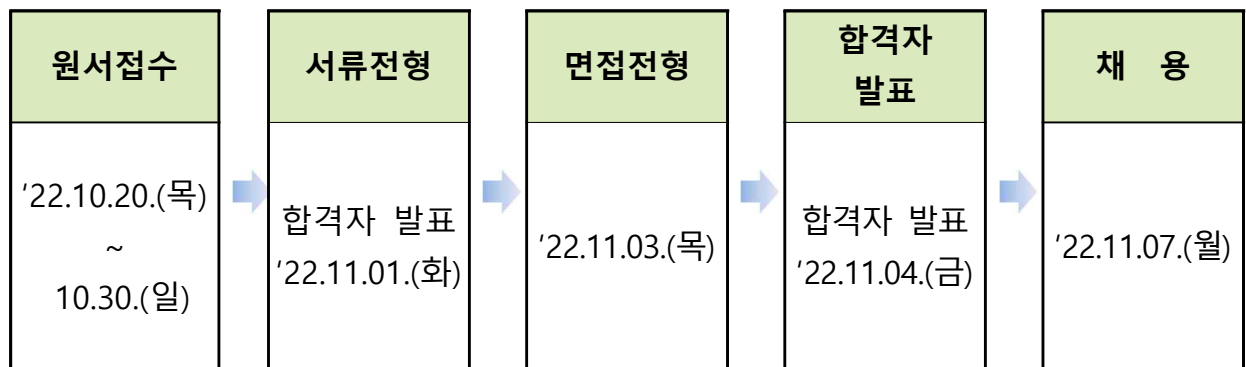 원서접수
'22.10.20.(목)
~
10.30.(일)
서류전형
합격자 발표
'22.11.01.(화)
면접전형
'22.11.03.(목)
합격자
발표
합격자 발표
'22.11.04.(금)
채 용
'22.11.07.(월)